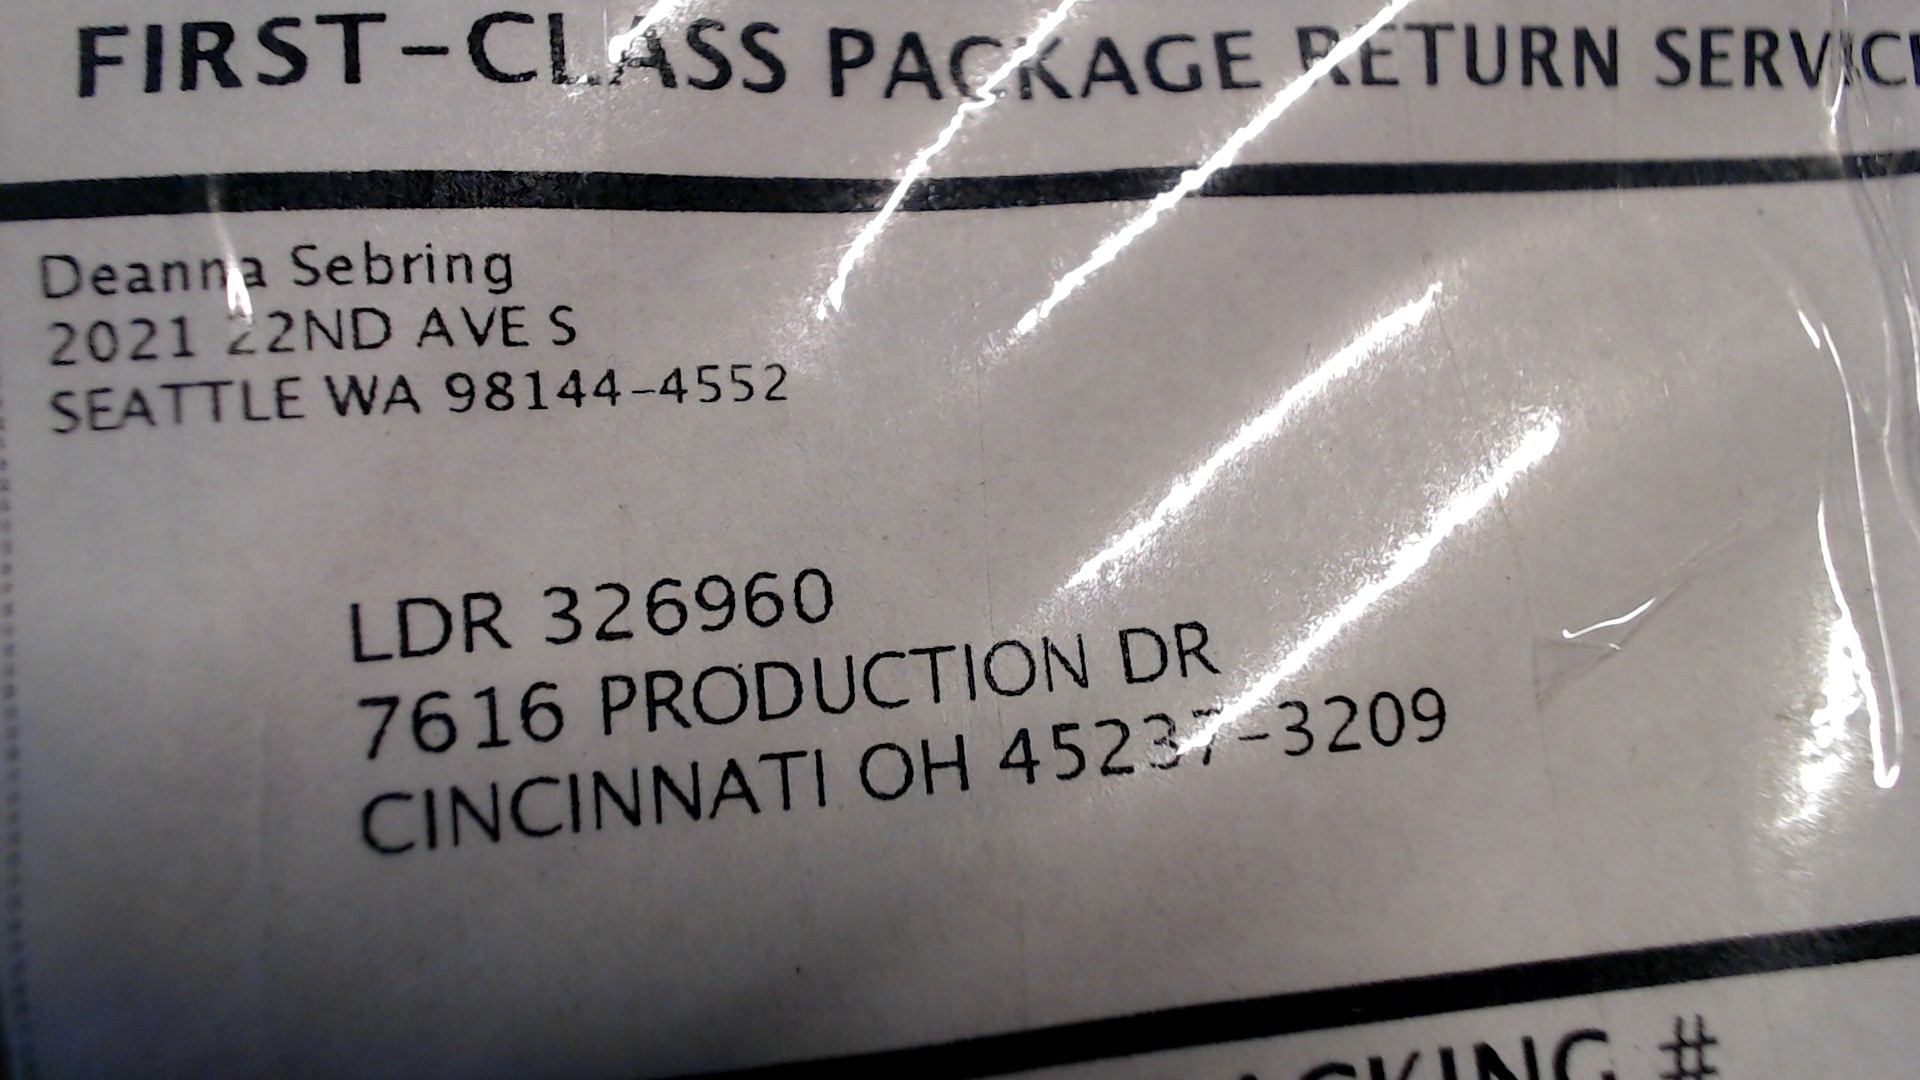 FIRST-CLASS PACKAGE RETURN SERVIC
Deanna Sebring
2021 22ND AVE S
SEATTLE WA 98144-4552
LDR 326960
7616 PRODUCTION DR
CINCINNATI OH 45237-3209
ACKING #